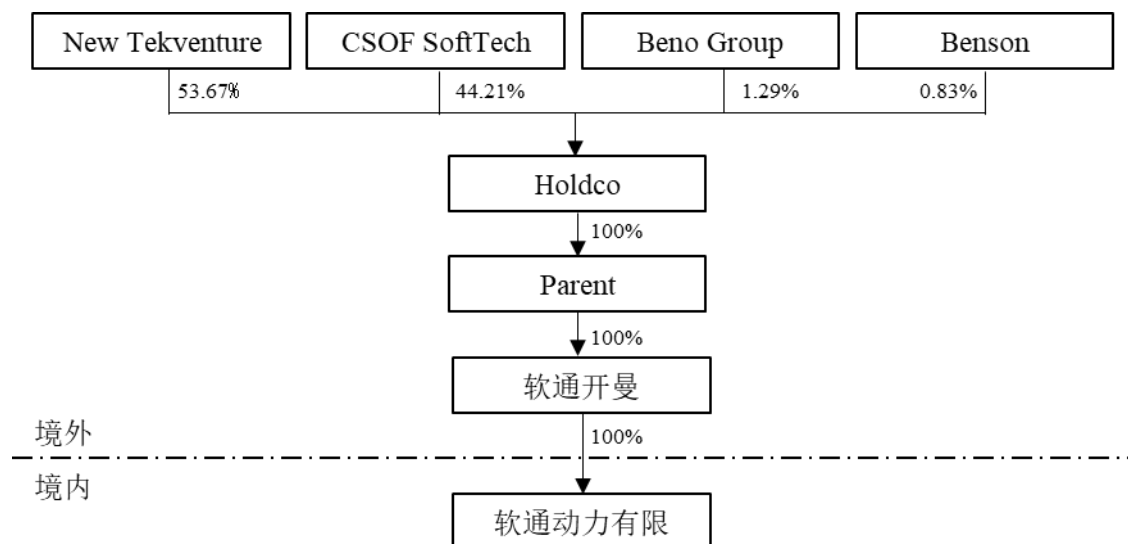 New Tekventure
CSOF SoftTech
Beno Group
Benson
53.67%
44.21%
1.29%
0.83%
Holdco
100%
Parent
100%
软通开曼
境外
100%
境内
软通动力有限